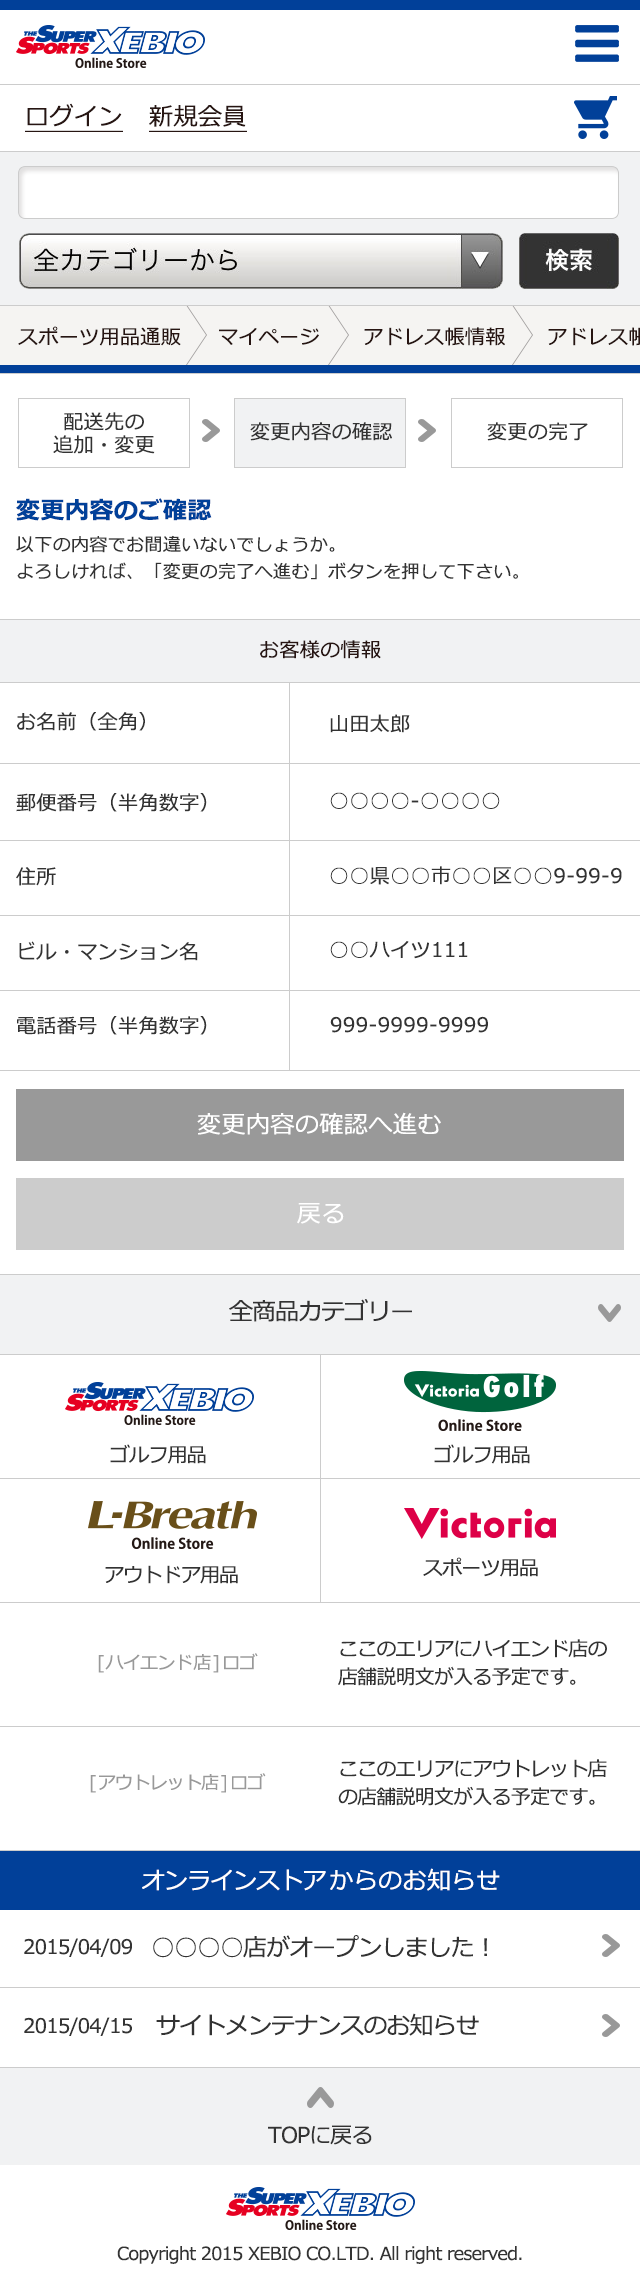 THE SUPER SPORTS XEBIO
Online Store
ログイン 新規会員
全カテゴリーから ▼ 検索
スポーツ用品通販 マイページ アドレス帳情報 アドレス帳
配送先の
追加・変更
変更内容の確認
変更の完了
変更内容のご確認
以下の内容でお間違いないでしょうか。
よろしければ、「変更の完了へ進む」ボタンを押して下さい。
お客様の情報
お名前（全角） 山田太郎
郵便番号（半角数字） ○○○○-○○○○
住所 ○○県○○市○○区○○9-99-9
ビル・マンション名 ○○ハイツ111
電話番号（半角数字） 999-9999-9999
変更内容の確認へ進む
戻る
全商品カテゴリー
THE SUPER SPORTS XEBIO
Online Store
ゴルフ用品
Victoria Golf
Online Store
ゴルフ用品
L-Breath
Online Store
アウトドア用品
Victoria
スポーツ用品
[ハイエンド店]ロゴ
ここのエリアにハイエンド店の
店舗説明文が入る予定です。
[アウトレット店]ロゴ
ここのエリアにアウトレット店
の店舗説明文が入る予定です。
オンラインストアからのお知らせ
2015/04/09 ○○○○店がオープンしました！
2015/04/15 サイトメンテナンスのお知らせ
TOPに戻る
THE SUPER SPORTS XEBIO
Online Store
Copyright 2015 XEBIO CO.LTD. All right reserved.